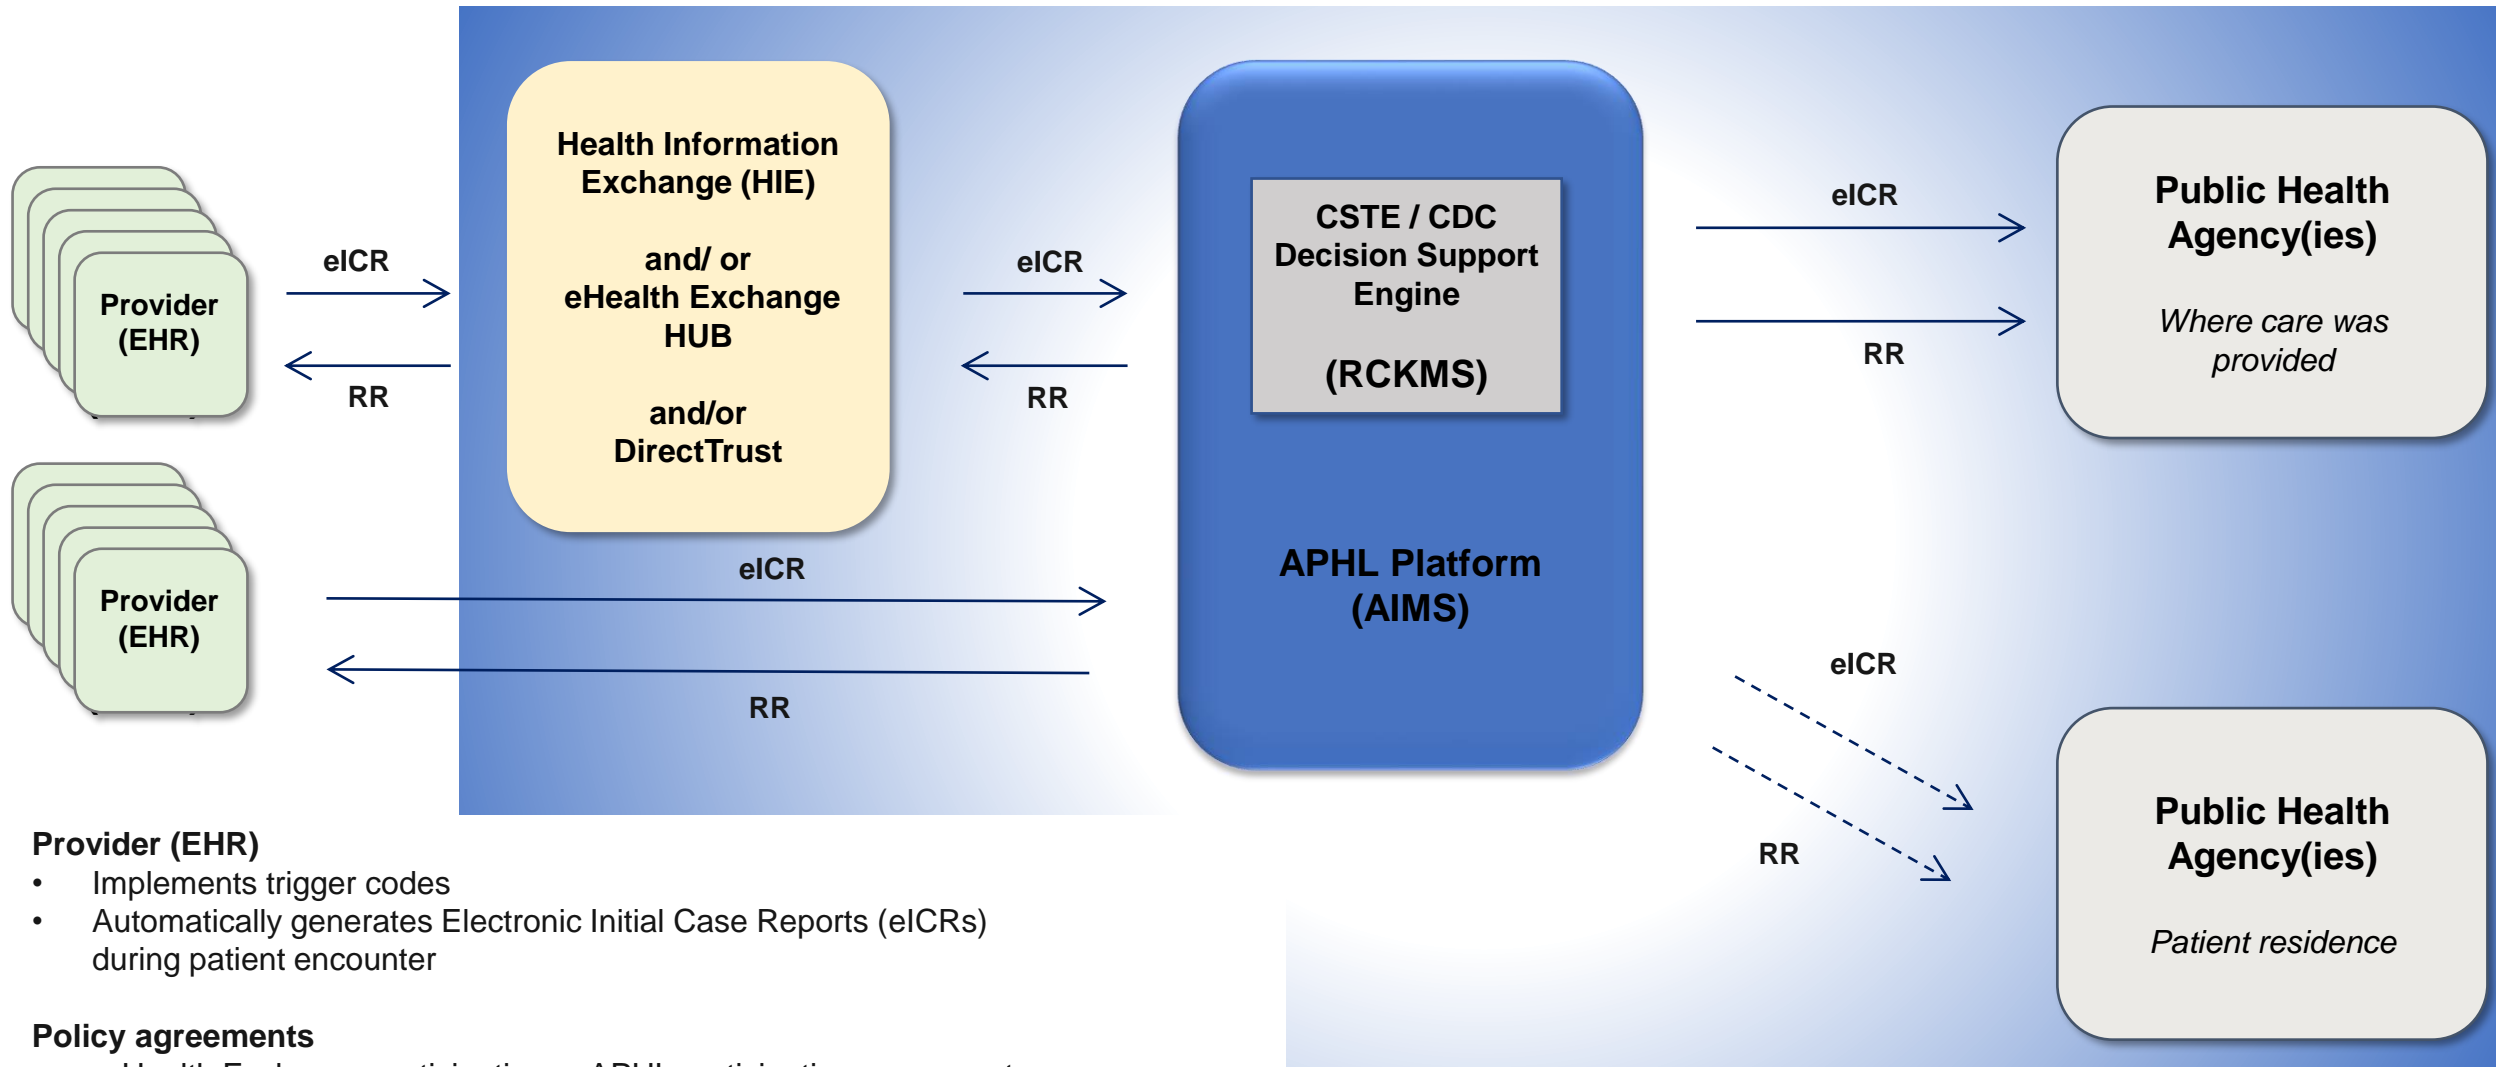 Health Information
Exchange (HIE)
and/ or
eHealth Exchange
HUB
and/or
DirectTrust
CSTE / CDC
Decision Support
Engine
(RCKMS)
APHL Platform
(AIMS)
Public Health
Agency(ies)
Where care was
provided
Public Health
Agency(ies)
Patient residence
Provider
(EHR)
Provider
(EHR)
eICR
RR
eICR
RR
eICR
RR
eICR
RR
eICR
RR
Provider (EHR)
• Implements trigger codes
• Automatically generates Electronic Initial Case Reports (eICRs)
during patient encounter
Policy agreements